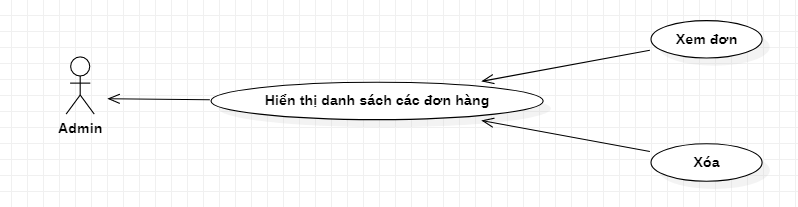 Xem đơn
Hiển thị danh sách các đơn hàng
Admin
Xóa